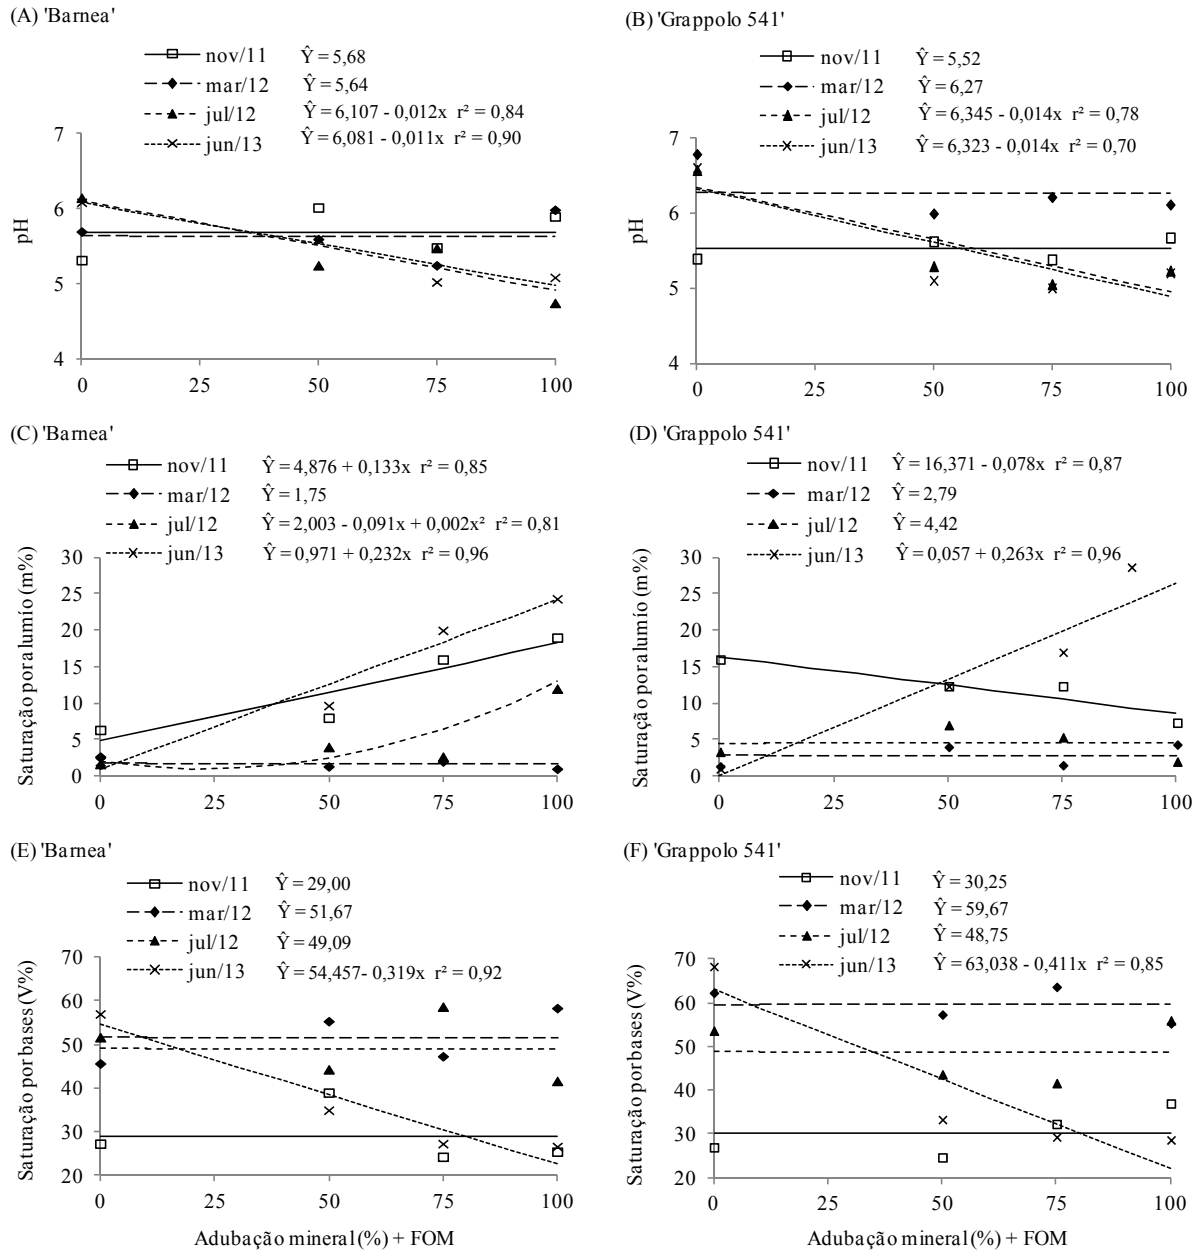 (A) 'Barnea'
nov/11 Ŷ = 5,68
mar/12 Ŷ = 5,64
jul/12 Ŷ = 6,107 - 0,012x r² = 0,84
jun/13 Ŷ = 6,081 - 0,011x r² = 0,90
pH
7
6
5
4
0 25 50 75 100
(B) 'Grappolo 541'
nov/11 Ŷ = 5,52
mar/12 Ŷ = 6,27
jul/12 Ŷ = 6,345 - 0,014x r² = 0,78
jun/13 Ŷ = 6,323 - 0,014x r² = 0,70
pH
7
6
5
4
0 25 50 75 100
(C) 'Barnea'
nov/11 Ŷ = 4,876 + 0,133x r² = 0,85
mar/12 Ŷ = 1,75
jul/12 Ŷ = 2,003 - 0,091x + 0,002x² r² = 0,81
jun/13 Ŷ = 0,971 + 0,232x r² = 0,96
Saturação por alumio (m%)
30
25
20
15
10
5
0
0 25 50 75 100
(D) 'Grappolo 541'
nov/11 Ŷ = 16,371 - 0,078x r² = 0,87
mar/12 Ŷ = 2,79
jul/12 Ŷ = 4,42
jun/13 Ŷ = 0,057 + 0,263x r² = 0,96
Saturação por alumio (m%)
30
25
20
15
10
5
0
0 25 50 75 100
(E) 'Barnea'
nov/11 Ŷ = 29,00
mar/12 Ŷ = 51,67
jul/12 Ŷ = 49,09
jun/13 Ŷ = 54,457- 0,319x r² = 0,92
Saturação por bases (V%)
70
60
50
40
30
20
0 25 50 75 100
Adubação mineral (%) + FOM
(F) 'Grappolo 541'
nov/11 Ŷ = 30,25
mar/12 Ŷ = 59,67
jul/12 Ŷ = 48,75
jun/13 Ŷ = 63,038 - 0,411x r² = 0,85
Saturação por bases (V%)
70
60
50
40
30
20
0 25 50 75 100
Adubação mineral (%) + FOM